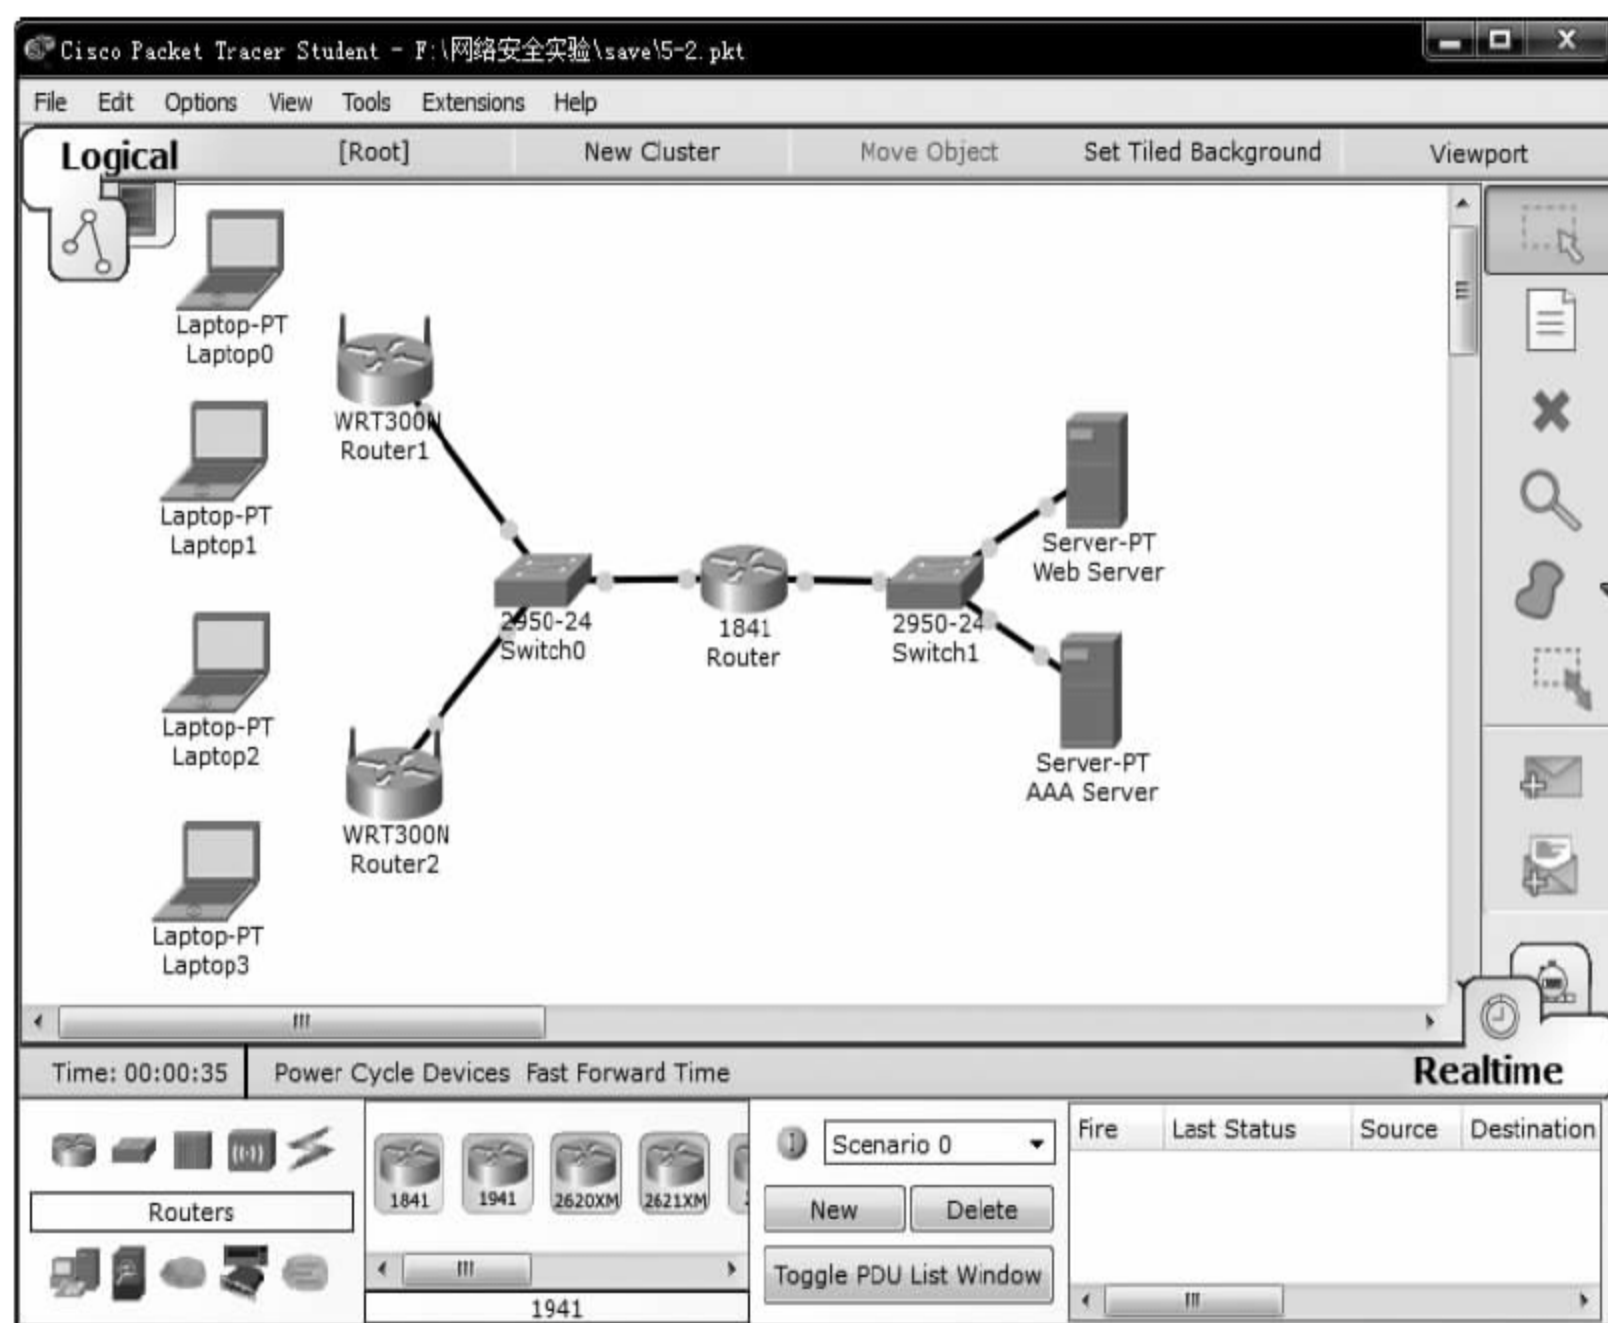 Cisco Packet Tracer Student - F:\网络安全实验\save\5-2.pkt
File Edit Options View Tools Extensions Help
Logical [Root] New Cluster Move Object Set Tiled Background Viewport
Laptop-PT
Laptop0
WRT300N
Router1
Laptop-PT
Laptop1
Server-PT
Web Server
2950-24
Switch0
1841
Router
2950-24
Switch1
Laptop-PT
Laptop2
Server-PT
AAA Server
WRT300N
Router2
Laptop-PT
Laptop3
Time: 00:00:35 Power Cycle Devices Fast Forward Time Realtime
Routers
1841 1941 2620XM 2621XM
1941
Scenario 0
New Delete
Toggle PDU List Window
Fire Last Status Source Destination